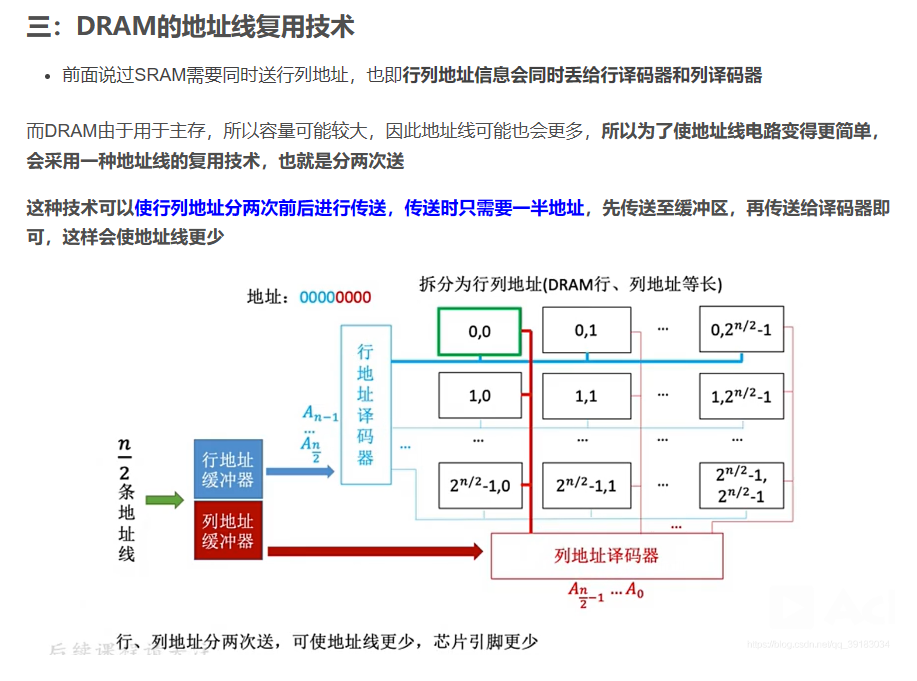 三：DRAM的地址线复用技术
• 前面说过SRAM需要同时送行列地址，也即行列地址信息会同时丢给行译码器和列译码器
而DRAM由于用于主存，所以容量可能较大，因此地址线可能也会更多，所以为了使地址线电路变得更简单，
会采用一种地址线的复用技术，也就是分两次送
这种技术可以使行列地址分两次前后进行传送，传送时只需要一半地址，先传送至缓冲区，再传送给译码器即
可，这样会使地址线更少
地址：00000000
拆分为行列地址(DRAM行、列地址等长)
行地址译码器
0,0
0,1
...
0,2^{n/2}-1
1,0
1,1
...
1,2^{n/2}-1
A_{n-1}
...
A_{n/2}
...
...
...
...
...
2^{n/2}-1,0
2^{n/2}-1,1
...
2^{n/2}-1,
2^{n/2}-1
n/2条地址线
行地址
缓冲器
列地址
缓冲器
...
列地址译码器
A_{n/2-1} ...A_0
行、列地址分两次送，可使地址线更少，芯片引脚更少
https://blog.csdn.net/qq_39183034